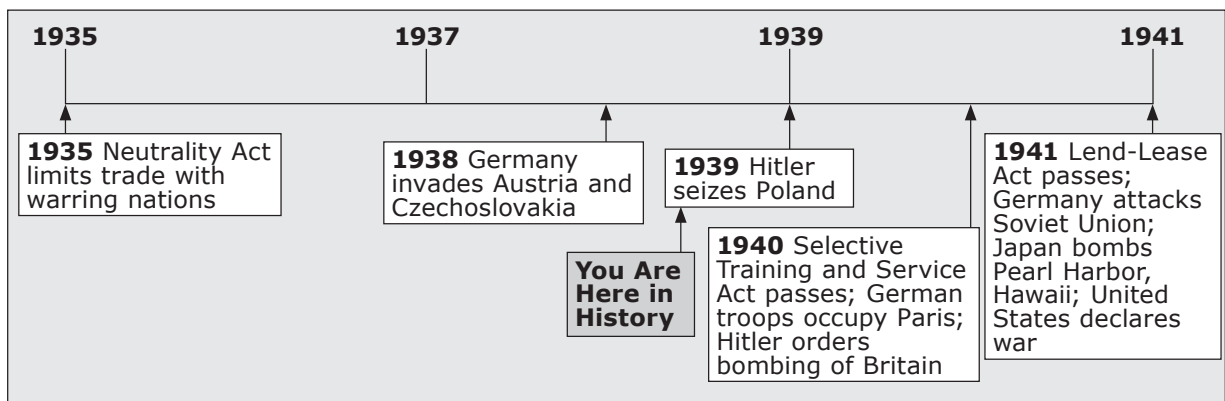 1935
1937
1939
1941
1935 Neutrality Act
limits trade with
warring nations
1938 Germany
invades Austria and
Czechoslovakia
1939 Hitler
seizes Poland
You Are
Here in
History
1940 Selective
Training and Service
Act passes; German
troops occupy Paris;
Hitler orders
bombing of Britain
1941 Lend-Lease
Act passes;
Germany attacks
Soviet Union;
Japan bombs
Pearl Harbor,
Hawaii; United
States declares
war